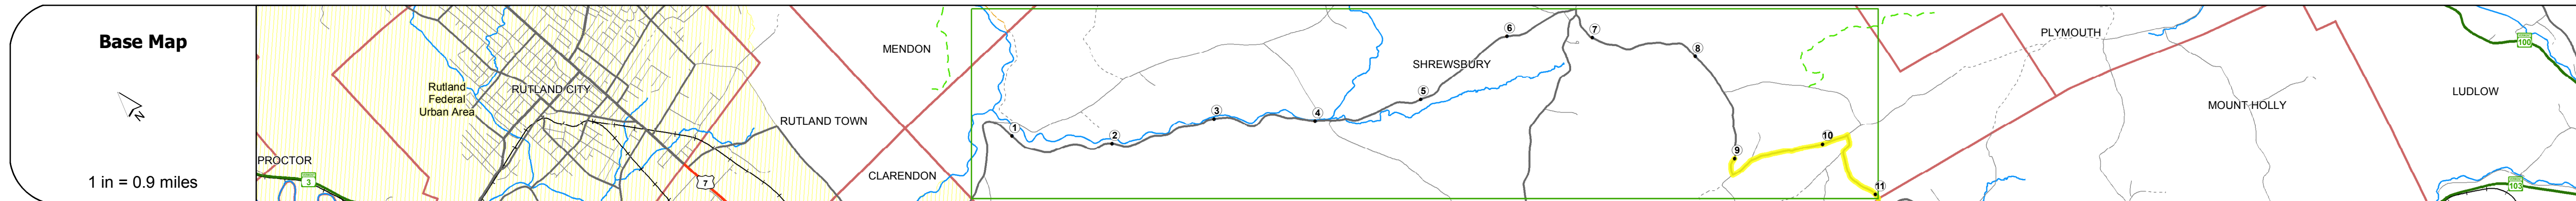 Base Map
N
1 in = 0.9 miles
PROCTOR
3
Rutland
Federal
Urban Area
RUTLAND CITY
7
RUTLAND TOWN
MENDON
CLARENDON
1
2
3
4
5
6
7
8
9
10
11
SHREWSBURY
PLYMOUTH
MOUNT HOLLY
LUDLOW
100
103